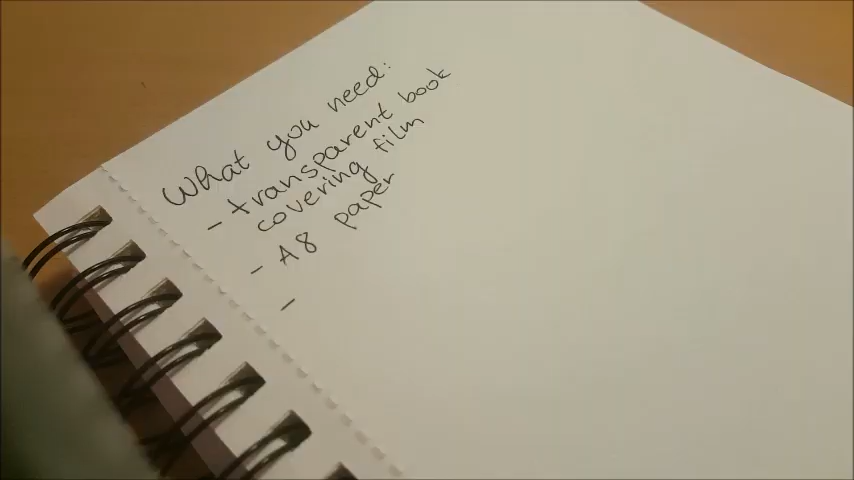 What you need:
- transparent book
covering film
- A8 paper
-